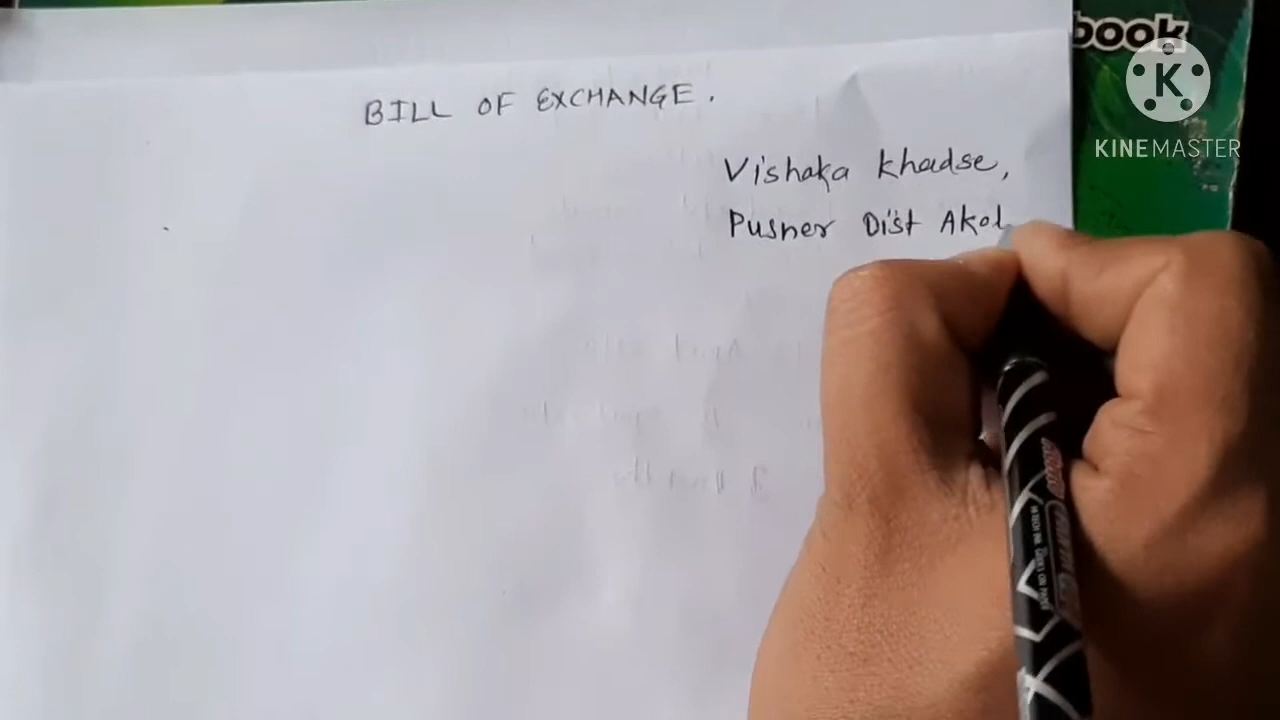 book
K
KINEMASTER
BILL OF EXCHANGE.
Vishaka Khadse,
Pusner Dist Akol